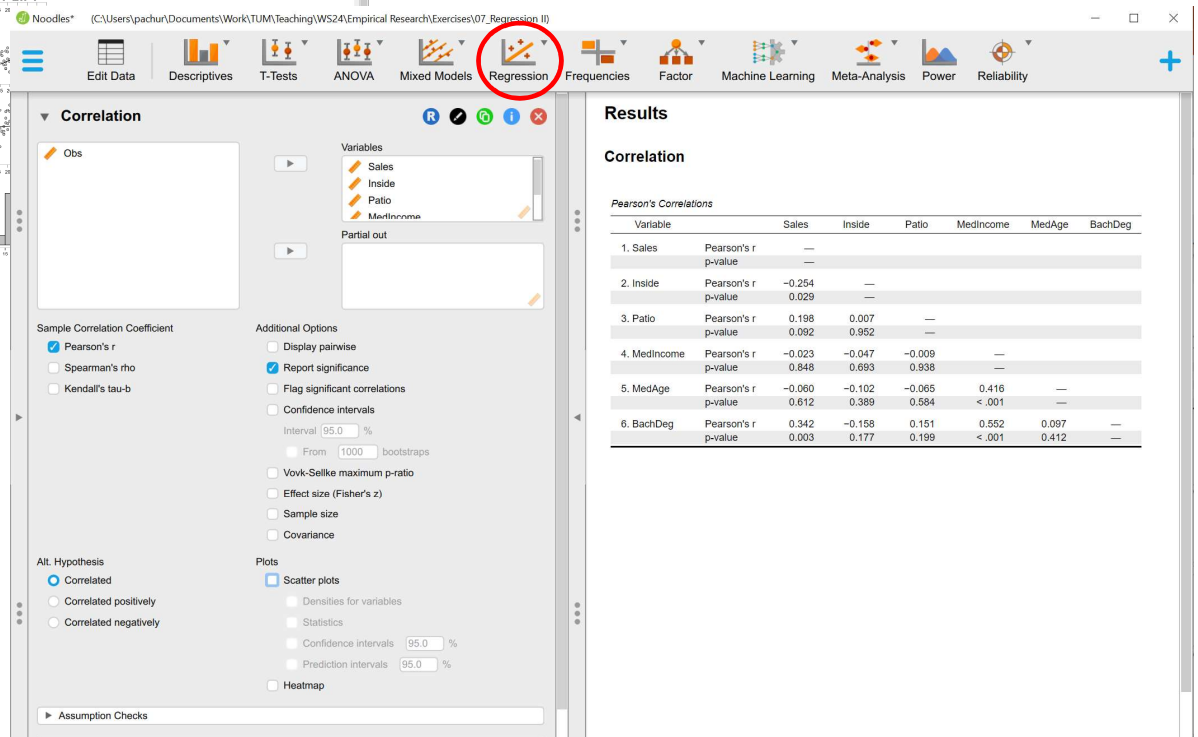 Noodles* (C:\Users\pachur\Documents\Work\TUM\Teaching\WS24\Empirical Research\Exercises\07_Regression II)
Edit Data Descriptives T-Tests ANOVA Mixed Models Regression Frequencies Factor Machine Learning Meta-Analysis Power Reliability
Correlation
R
i
Obs
Variables
Sales
Inside
Patio
MedIncome
Partial out
Sample Correlation Coefficient
Pearson's r
Spearman's rho
Kendall's tau-b
Additional Options
Display pairwise
Report significance
Flag significant correlations
Confidence intervals
Interval 95.0 %
From 1000 bootstraps
Vovk-Sellke maximum p-ratio
Effect size (Fisher's z)
Sample size
Covariance
Alt. Hypothesis
Correlated
Correlated positively
Correlated negatively
Plots
Scatter plots
Densities for variables
Statistics
Confidence intervals 95.0 %
Prediction intervals 95.0 %
Heatmap
Assumption Checks
Results
Correlation
Pearson's Correlations
Variable Sales Inside Patio MedIncome MedAge BachDeg
1. Sales Pearson's r —
p-value —
2. Inside Pearson's r −0.254 —
p-value 0.029 —
3. Patio Pearson's r 0.198 0.007 —
p-value 0.092 0.952 —
4. MedIncome Pearson's r −0.023 −0.047 −0.009 —
p-value 0.848 0.693 0.938 —
5. MedAge Pearson's r −0.060 −0.102 −0.065 0.416 —
p-value 0.612 0.389 0.584 < .001 —
6. BachDeg Pearson's r 0.342 −0.158 0.151 0.552 0.097 —
p-value 0.003 0.177 0.199 < .001 0.412 —